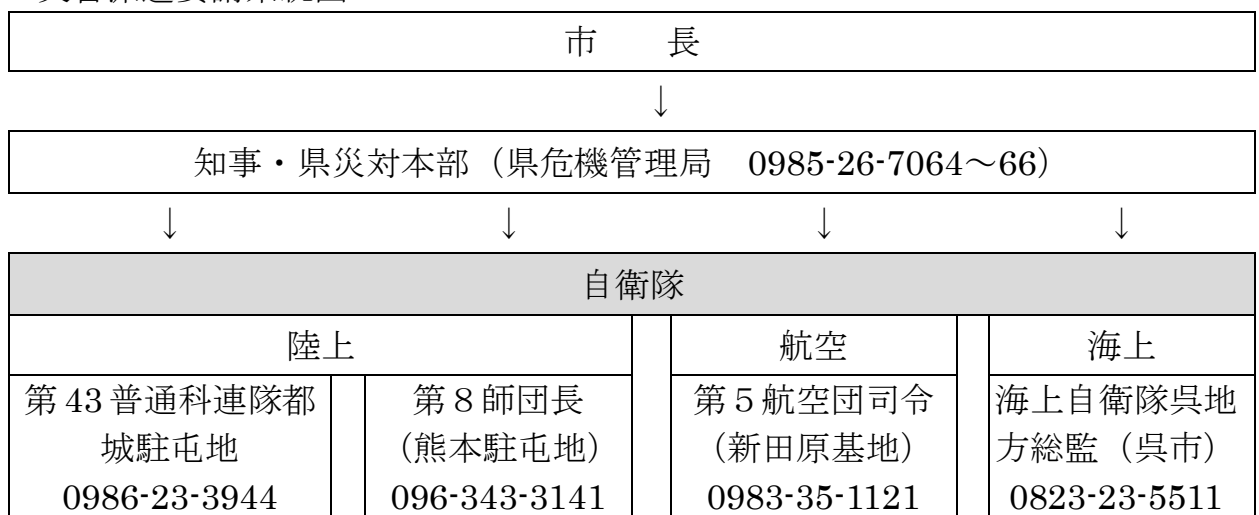 市　　長
↓
知事・県災対本部（県危機管理局　0985-26-7064～66）
↓　↓　↓　↓
自衛隊
陸上　航空　海上
第43普通科連隊都　第８師団長　第５航空団司令　海上自衛隊呉地
城駐屯地　（熊本駐屯地）　（新田原基地）　方総監（呉市）
0986-23-3944　096-343-3141　0983-35-1121　0823-23-5511